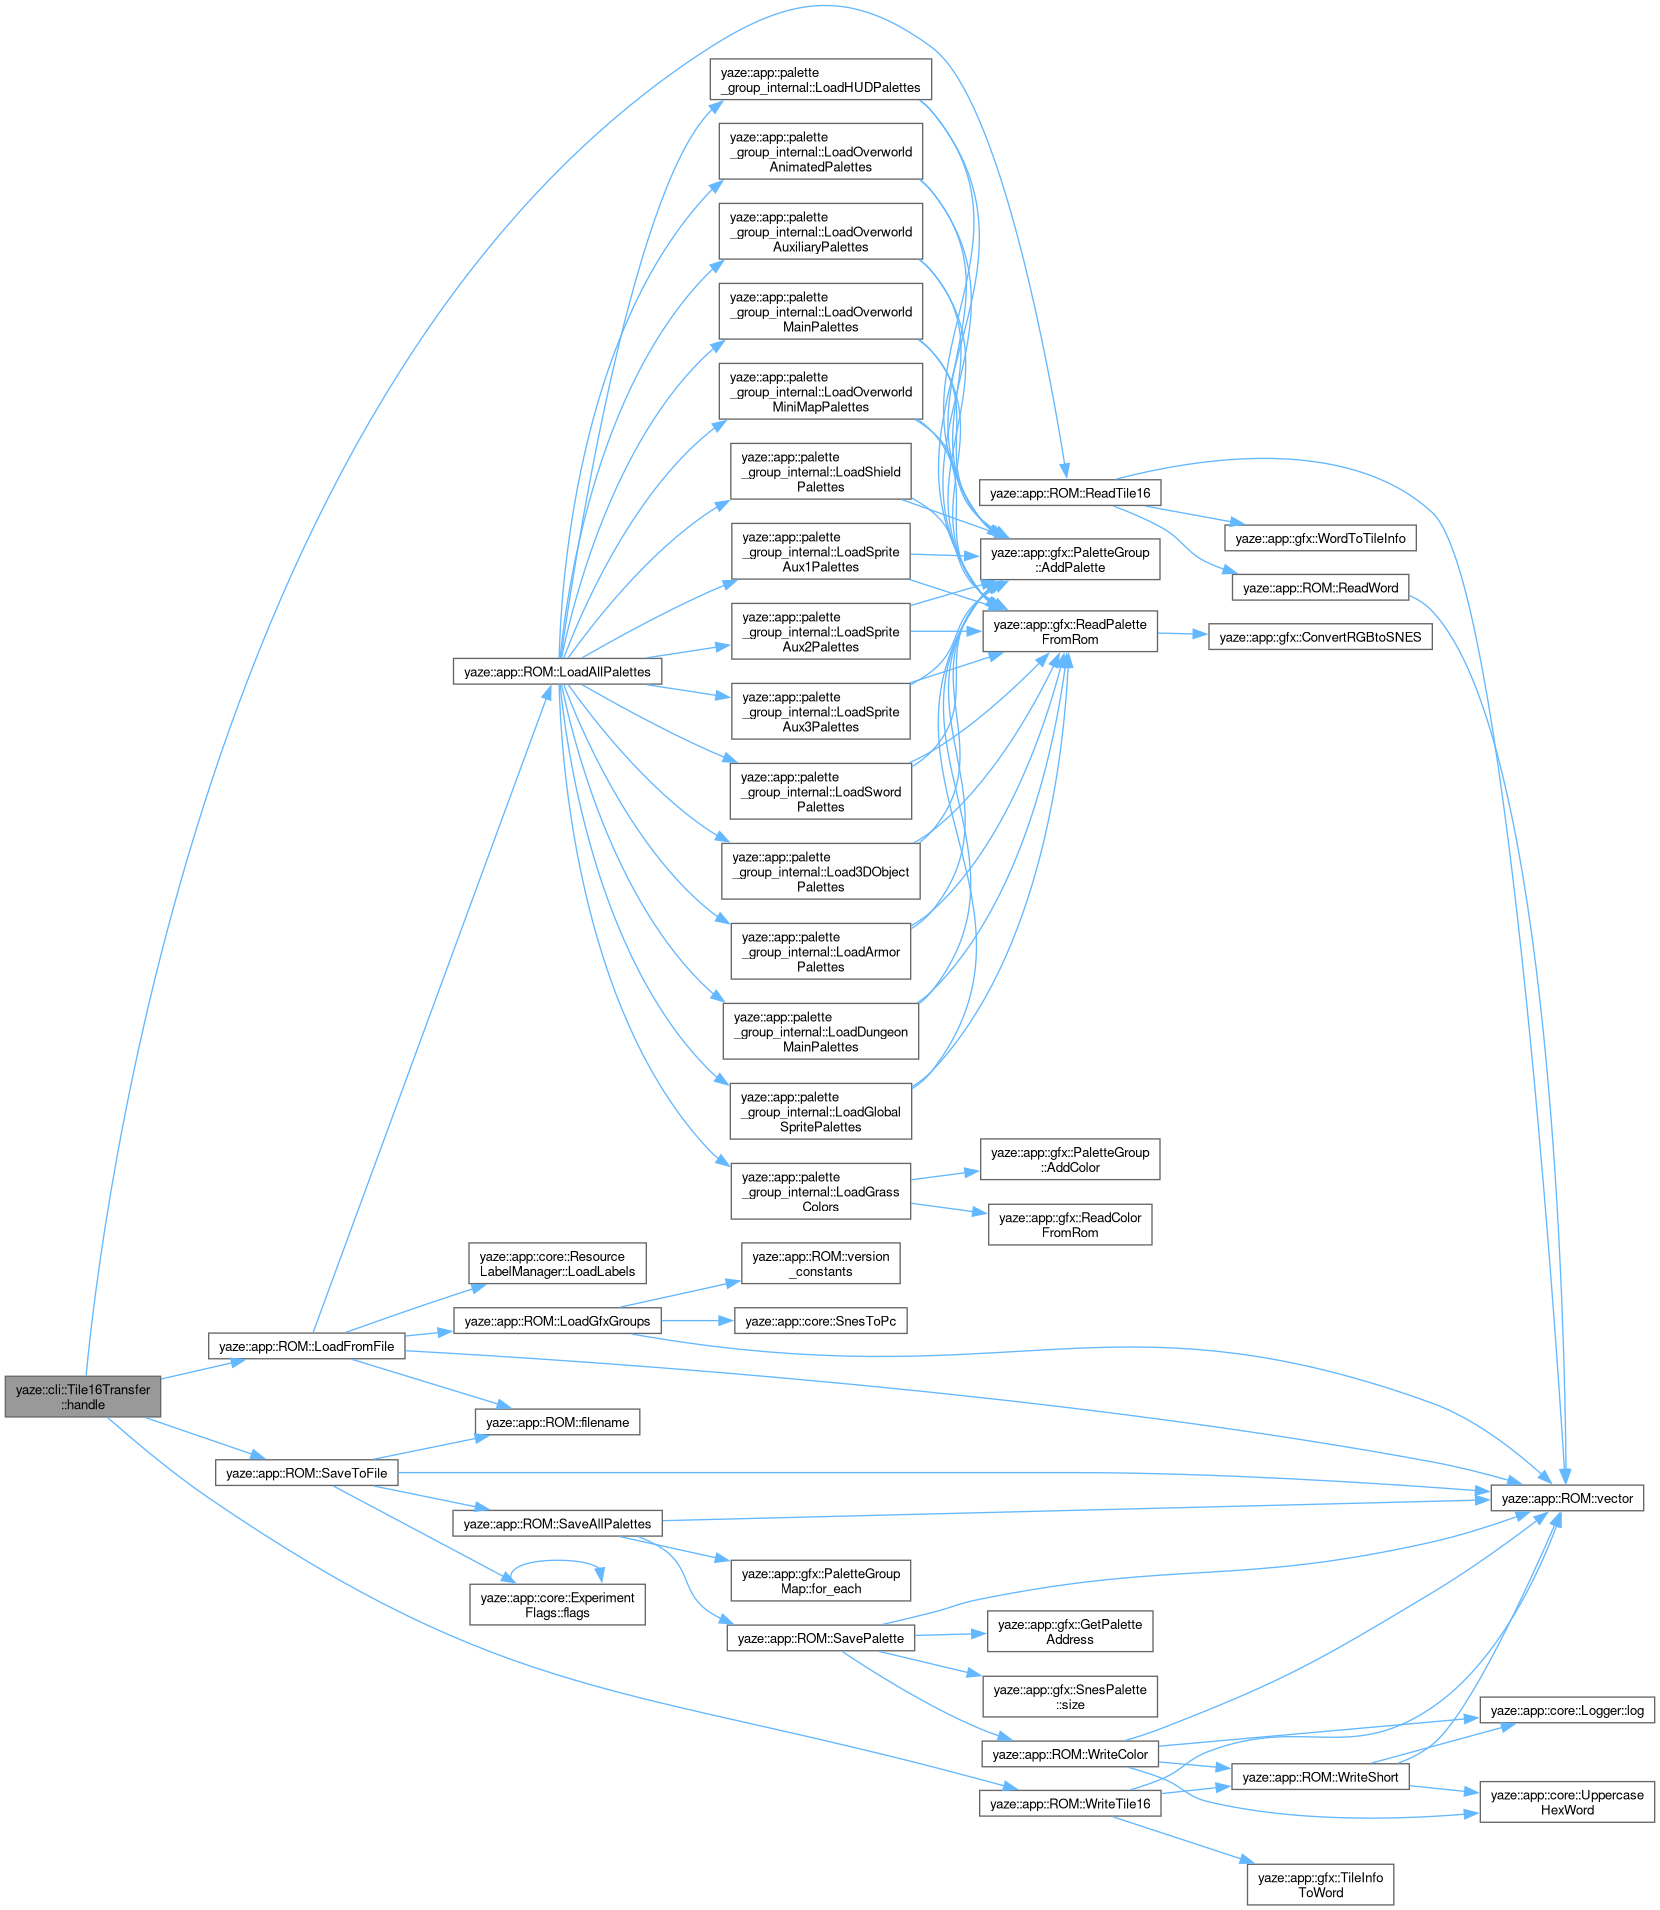 yaze::app::palette
_group_internal::LoadHUDPalettes
yaze::app::palette
_group_internal::LoadOverworld
AnimatedPalettes
yaze::app::palette
_group_internal::LoadOverworld
AuxiliaryPalettes
yaze::app::palette
_group_internal::LoadOverworld
MainPalettes
yaze::app::palette
_group_internal::LoadOverworld
MiniMapPalettes
yaze::app::palette
_group_internal::LoadShield
Palettes
yaze::app::ROM::ReadTile16
yaze::app::gfx::WordToTileInfo
yaze::app::palette
_group_internal::LoadSprite
Aux1Palettes
yaze::app::gfx::PaletteGroup
::AddPalette
yaze::app::ROM::ReadWord
yaze::app::palette
_group_internal::LoadSprite
Aux2Palettes
yaze::app::gfx::ReadPalette
FromRom
yaze::app::gfx::ConvertRGBtoSNES
yaze::app::ROM::LoadAllPalettes
yaze::app::palette
_group_internal::LoadSprite
Aux3Palettes
yaze::app::palette
_group_internal::LoadSword
Palettes
yaze::app::palette
_group_internal::Load3DObject
Palettes
yaze::app::palette
_group_internal::LoadArmor
Palettes
yaze::app::palette
_group_internal::LoadDungeon
MainPalettes
yaze::app::palette
_group_internal::LoadGlobal
SpritePalettes
yaze::app::gfx::PaletteGroup
::AddColor
yaze::app::palette
_group_internal::LoadGrass
Colors
yaze::app::gfx::ReadColor
FromRom
yaze::app::core::Resource
LabelManager::LoadLabels
yaze::app::ROM::version
_constants
yaze::app::ROM::LoadGfxGroups
yaze::app::core::SnesToPc
yaze::app::ROM::LoadFromFile
yaze::cli::Tile16Transfer
::handle
yaze::app::ROM::filename
yaze::app::ROM::SaveToFile
yaze::app::ROM::vector
yaze::app::ROM::SaveAllPalettes
yaze::app::gfx::PaletteGroup
Map::for_each
yaze::app::core::Experiment
Flags::flags
yaze::app::ROM::SavePalette
yaze::app::gfx::GetPalette
Address
yaze::app::gfx::SnesPalette
::size
yaze::app::core::Logger::log
yaze::app::ROM::WriteColor
yaze::app::ROM::WriteShort
yaze::app::ROM::WriteTile16
yaze::app::core::Uppercase
HexWord
yaze::app::gfx::TileInfo
ToWord